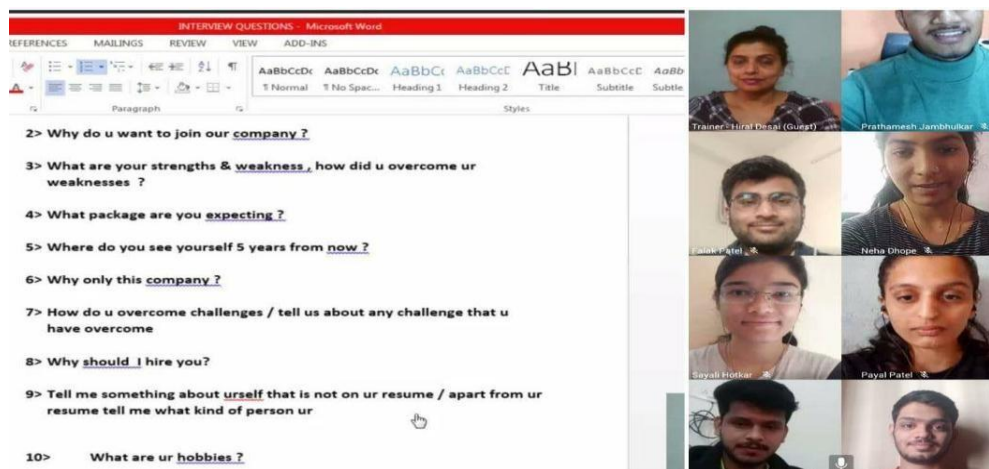 INTERVIEW QUESTIONS - Microsoft Word
REFERENCES MAILINGS REVIEW VIEW ADD-INS
AaBbCcDc AaBbCcDc AaBbCc AaBbCcD AaB AaBbCcD AaBb
¶ Normal ¶ No Spac... Heading 1 Heading 2 Title Subtitle Subtle
Paragraph Styles
2> Why do u want to join our company ?
3> What are your strengths & weakness , how did u overcome ur
weaknesses ?
4> What package are you expecting ?
5> Where do you see yourself 5 years from now ?
6> Why only this company ?
7> How do u overcome challenges / tell us about any challenge that u
have overcome
8> Why should I hire you?
9> Tell me something about urself that is not on ur resume / apart from ur
resume tell me what kind of person ur
10> What are ur hobbies ?
Trainer - Hiral Desai (Guest)
Prathamesh Jambhulkar
Falak Patel
Neha Dhope
Sayali Hotkar
Payal Patel